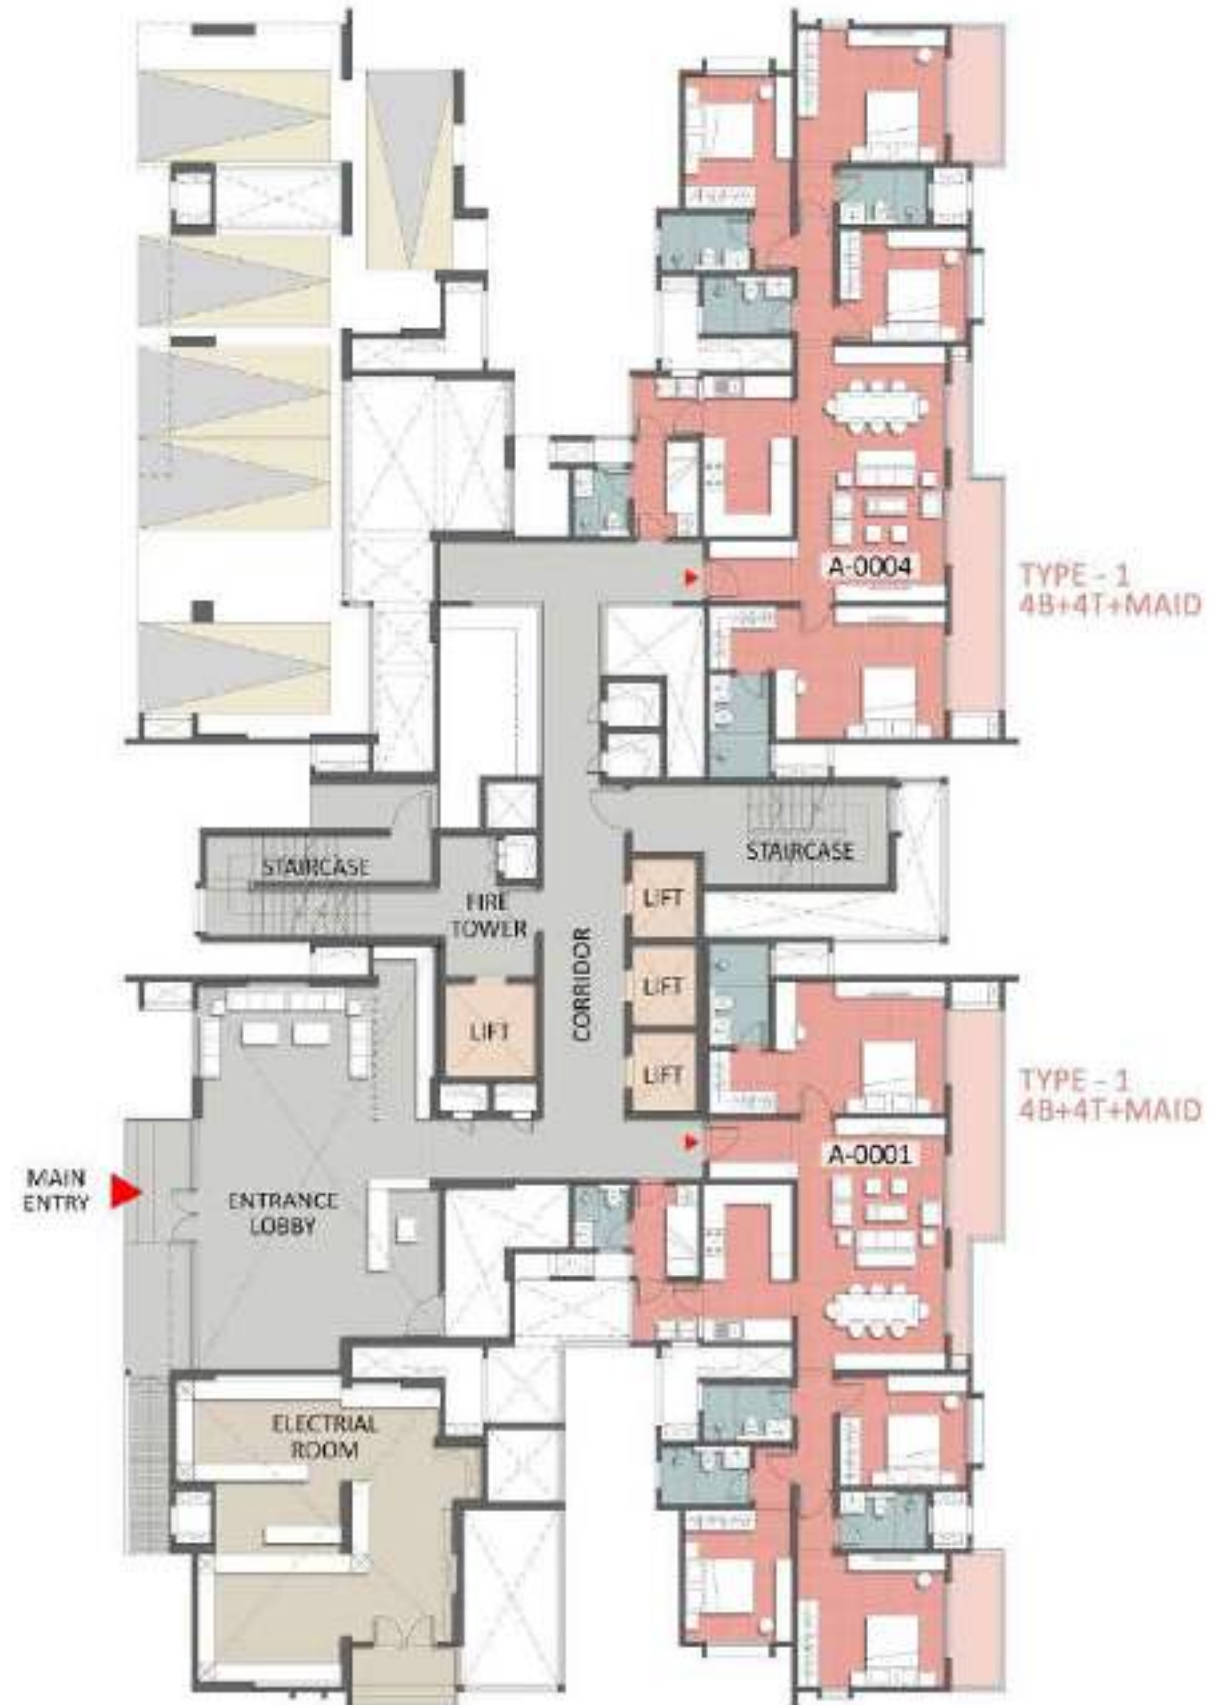 A-0004
TYPE - 1
4B+4T+MAID
STAIRCASE
STAIRCASE
LIFT
FIRE
TOWER
CORRIDOR
LIFT
LIFT
LIFT
TYPE - 1
4B+4T+MAID
A-0001
MAIN
ENTRY
ENTRANCE
LOBBY
ELECTRIAL
ROOM